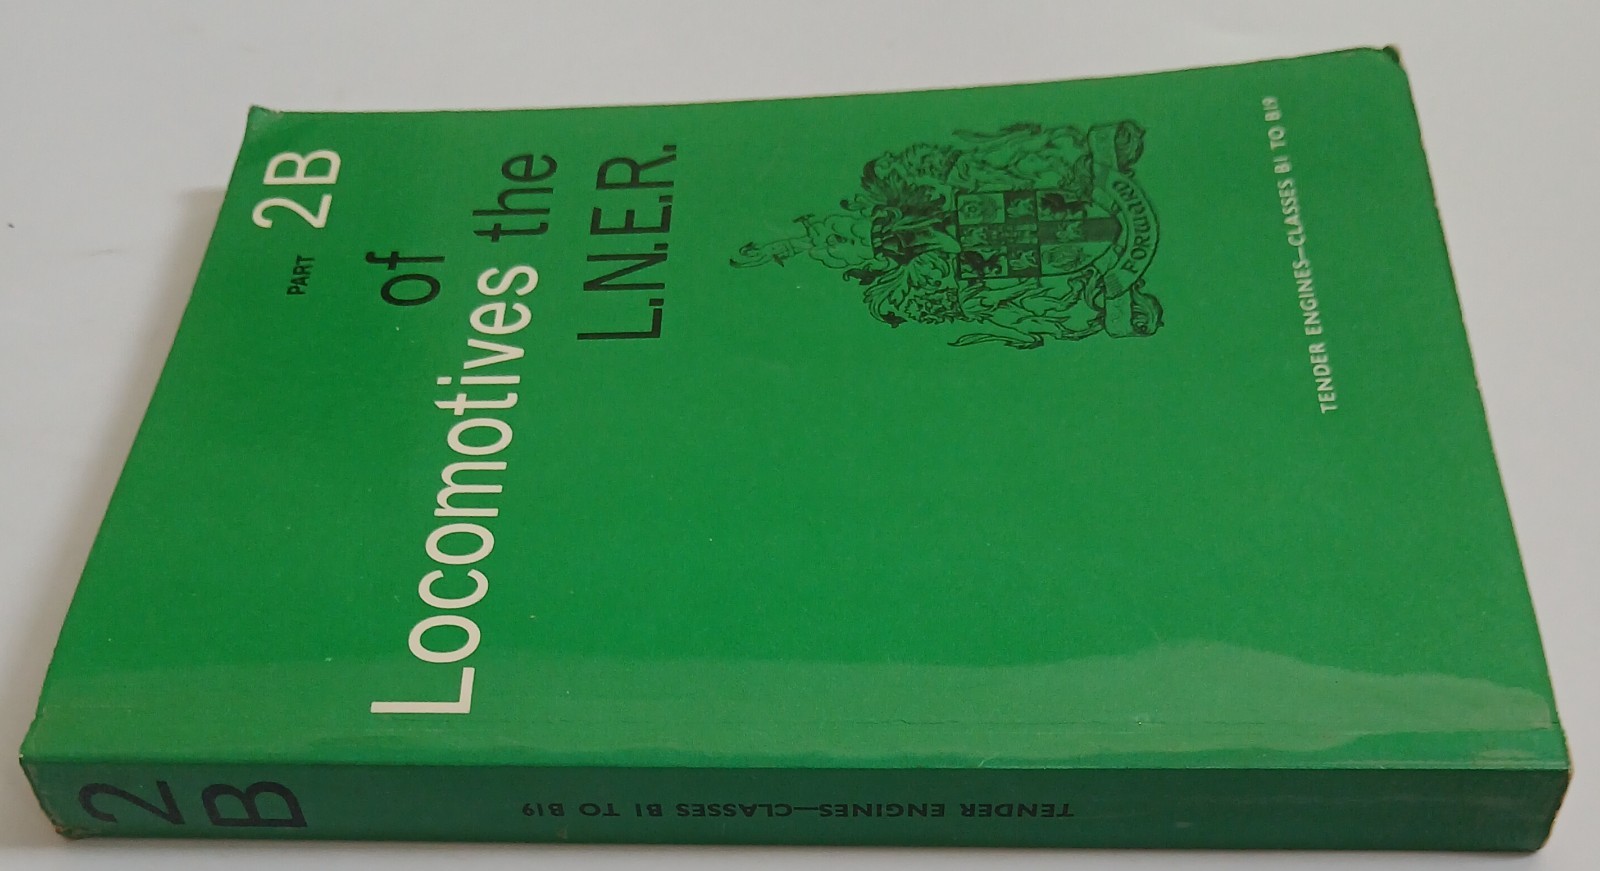 PART 2B
Locomotives
of the
L.N.E.R.
FORWARD
TENDER ENGINES—CLASSES B1 TO B19
2B
TENDER ENGINES—CLASSES B1 TO B19